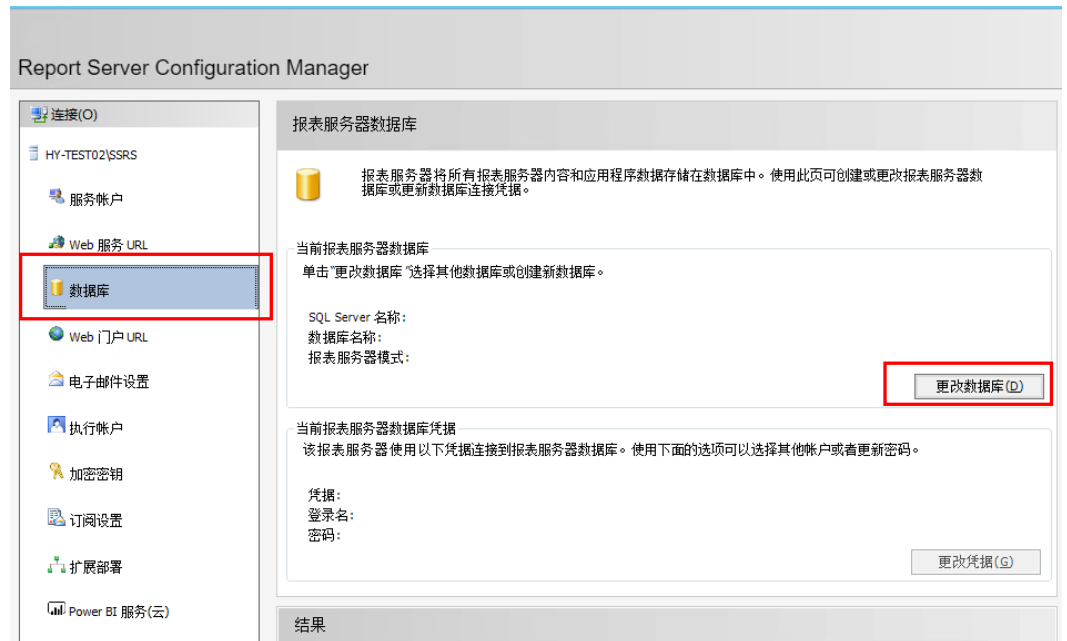 Report Server Configuration Manager
连接(O)
HY-TEST02\SSRS
服务帐户
Web 服务 URL
数据库
Web 门户 URL
电子邮件设置
执行帐户
加密密钥
订阅设置
扩展部署
Power BI 服务(云)
报表服务器数据库
报表服务器将所有报表服务器内容和应用程序数据存储在数据库中。使用此页可创建或更改报表服务器数
据库或更新数据库连接凭据。
当前报表服务器数据库
单击"更改数据库"选择其他数据库或创建新数据库。
SQL Server 名称:
数据库名称:
报表服务器模式:
更改数据库(D)
当前报表服务器数据库凭据
该报表服务器使用以下凭据连接到报表服务器数据库。使用下面的选项可以选择其他帐户或者更新密码。
凭据:
登录名:
密码:
更改凭据(G)
结果